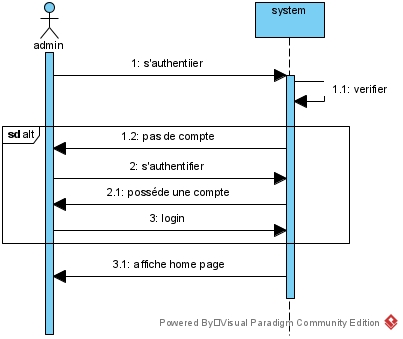 system
admin
1: s'authentiier
1.1: verifier
sd alt
1.2: pas de compte
2: s'authentifier
2.1: posséde une compte
3: login
3.1: affiche home page
Powered By□Visual Paradigm Community Edition